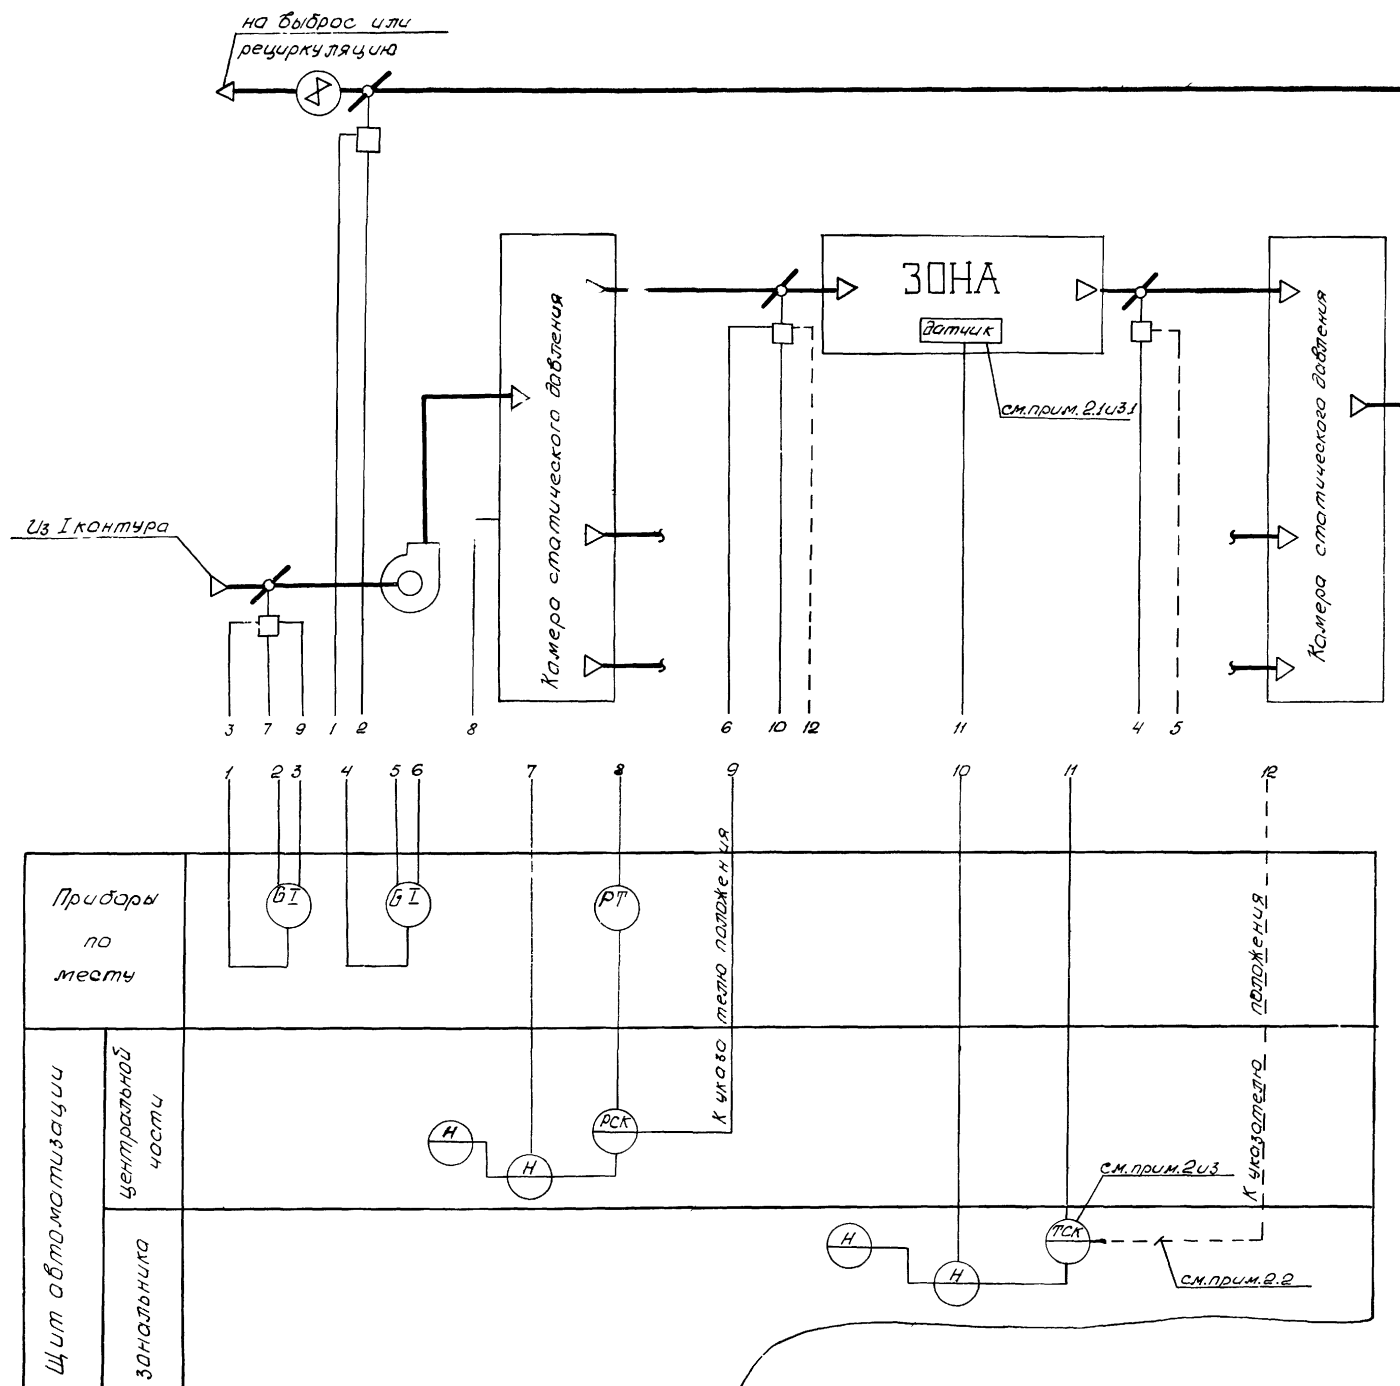 на выброс или
рециркуляцию
ЗОНА
датчик
см.прим.2.1и3.1
Камера статического давления
Камера статического давления
Из I контура
3 7 9 1 2 8 6 10 12 11 4 5
1 2 3 4 5 6 7 8 9 10 11 12
Приборы
по
месту
GI
GI
PT
К указателю положения
К указателю положения
Щит автоматизации
центральной
части
H
H
PCK
см.прим.2и3
зональника
H
H
TCK
см.прим.2.2